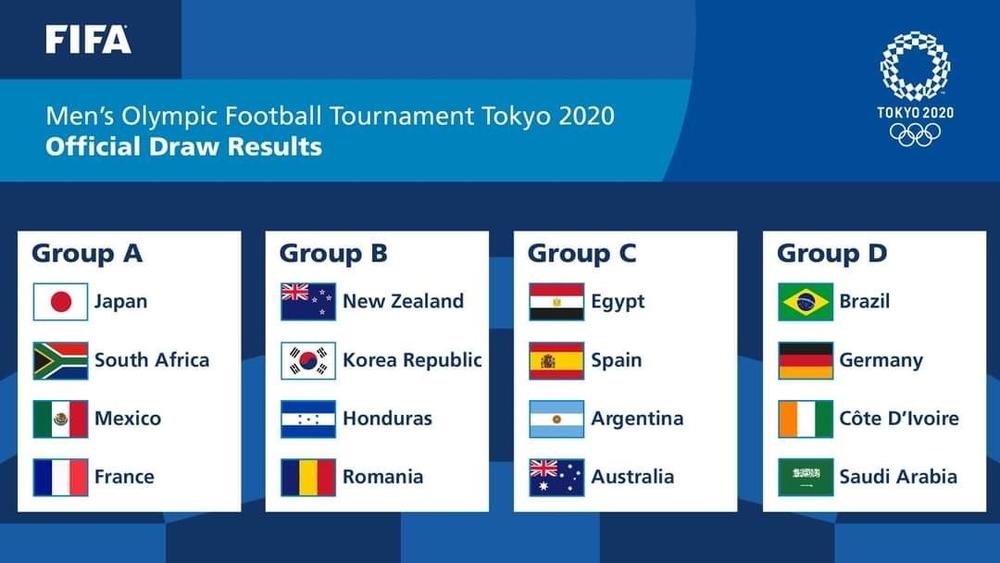 FIFA
TOKYO 2020
Men's Olympic Football Tournament Tokyo 2020
Official Draw Results
Group A
Japan
South Africa
Mexico
France
Group B
New Zealand
Korea Republic
Honduras
Romania
Group C
Egypt
Spain
Argentina
Australia
Group D
Brazil
Germany
Côte D'Ivoire
Saudi Arabia